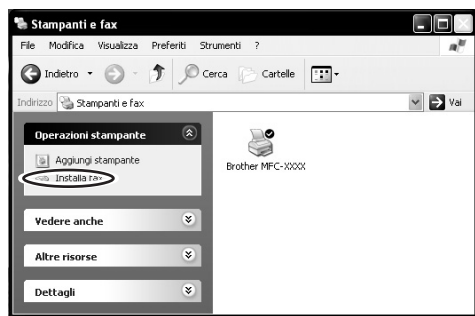 Stampanti e fax
File Modifica Visualizza Preferiti Strumenti ?
Indietro Cerca Cartelle
Indirizzo Stampanti e fax Vai
Operazioni stampante
Aggiungi stampante
Installa fax
Brother MFC-XXXX
Vedere anche
Altre risorse
Dettagli